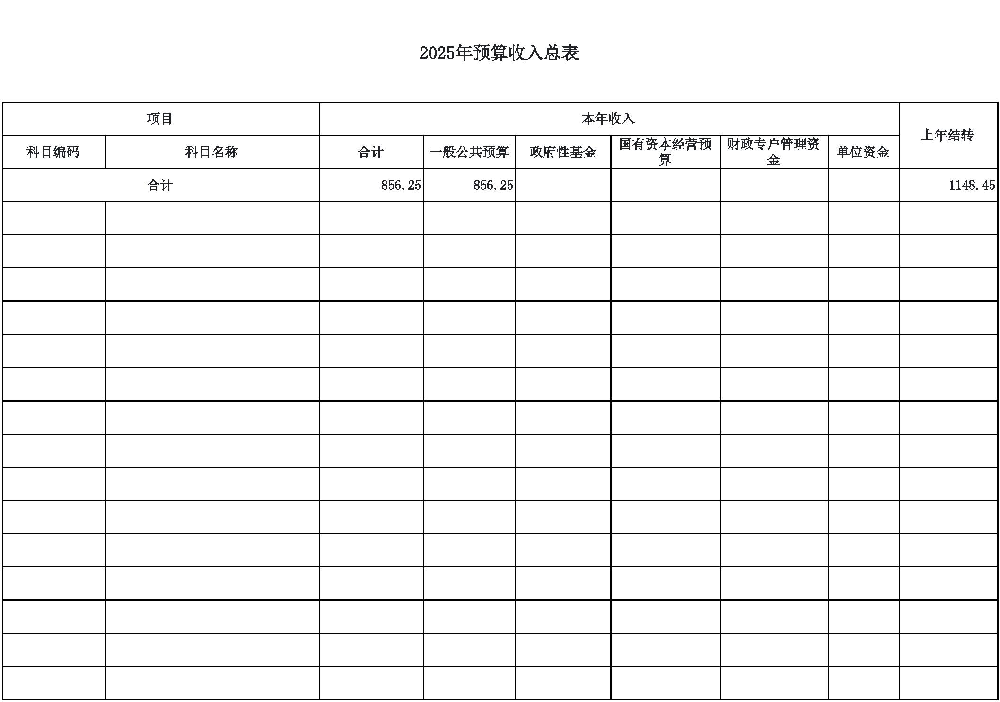 2025年预算收入总表
项目 本年收入 上年结转
科目编码 科目名称 合计 一般公共预算 政府性基金 国有资本经营预 财政专户管理资 单位资金
算 金
合计 856.25 856.25 1148.45